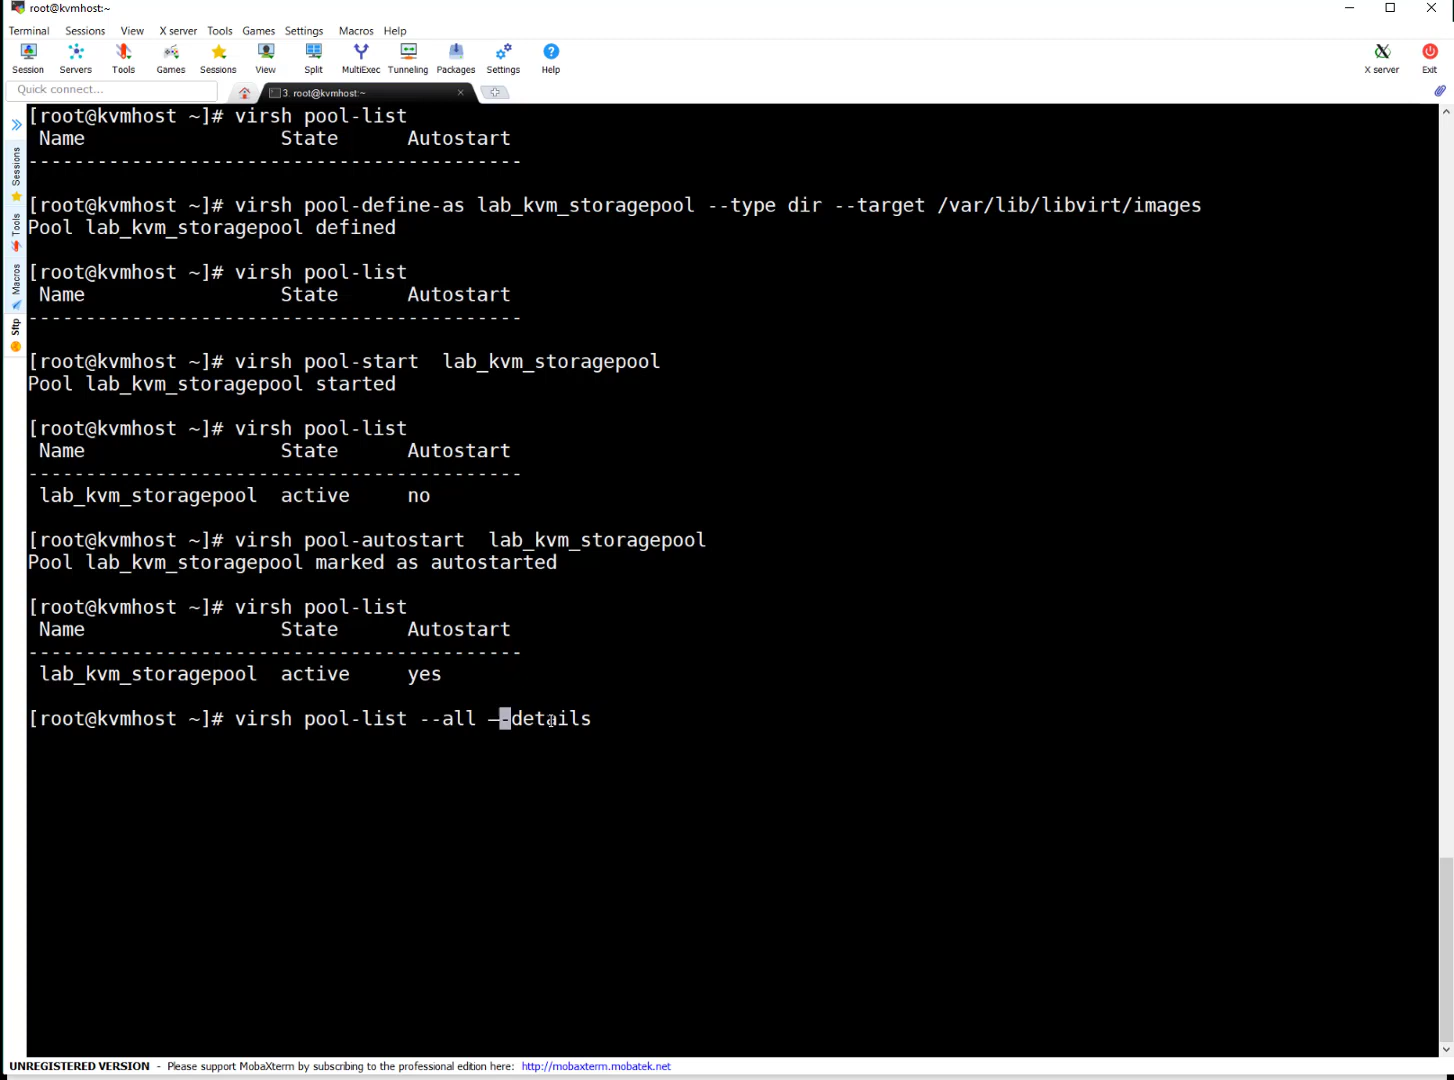 root@kvmhost:~
Terminal Sessions View X server Tools Games Settings Macros Help
Session Servers Tools Games Sessions View Split MultiExec Tunneling Packages Settings Help X server Exit
Quick connect...
3. root@kvmhost:~
Sessions
Tools
Macros
Sftp
[root@kvmhost ~]# virsh pool-list
Name State Autostart
-------------------------------------------
[root@kvmhost ~]# virsh pool-define-as lab_kvm_storagepool --type dir --target /var/lib/libvirt/images
Pool lab_kvm_storagepool defined
[root@kvmhost ~]# virsh pool-list
Name State Autostart
-------------------------------------------
[root@kvmhost ~]# virsh pool-start  lab_kvm_storagepool
Pool lab_kvm_storagepool started
[root@kvmhost ~]# virsh pool-list
Name State Autostart
-------------------------------------------
lab_kvm_storagepool active no
[root@kvmhost ~]# virsh pool-autostart  lab_kvm_storagepool
Pool lab_kvm_storagepool marked as autostarted
[root@kvmhost ~]# virsh pool-list
Name State Autostart
-------------------------------------------
lab_kvm_storagepool active yes
[root@kvmhost ~]# virsh pool-list --all –-details
UNREGISTERED VERSION - Please support MobaXterm by subscribing to the professional edition here: http://mobaxterm.mobatek.net